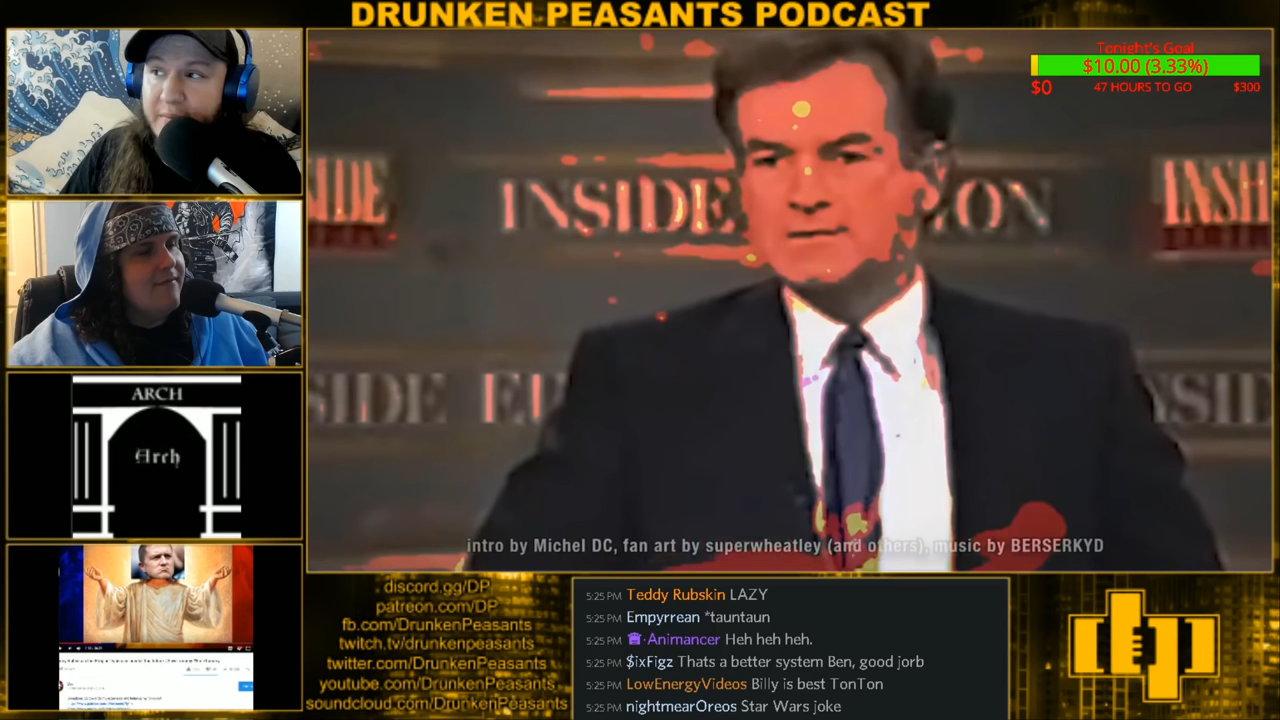 DRUNKEN PEASANTS PODCAST
Tonight's Goal
$10.00 (3.33%)
$0 47 HOURS TO GO $300
INSIDE
ARCH
Arch
intro by Michel DC, fan art by superwheatley (and others), music by BERSERKYD
discord.gg/DP
patreon.com/DP
fb.com/DrunkenPeasants
twitch.tv/drunkenpeasants
twitter.com/DrunkenPeasants
youtube.com/DrunkenPeasants
soundcloud.com/DrunkenPeasants
5:25 PM Teddy Rubskin LAZY
5:25 PM Empyrrean *tauntaun
5:25 PM Animancer Heh heh heh.
5:25 PM $ixFigz Thats a better system Ben, good jorb
5:25 PM LowEnergyVideos Billy is best TonTon
5:25 PM nightmearOreos Star Wars joke